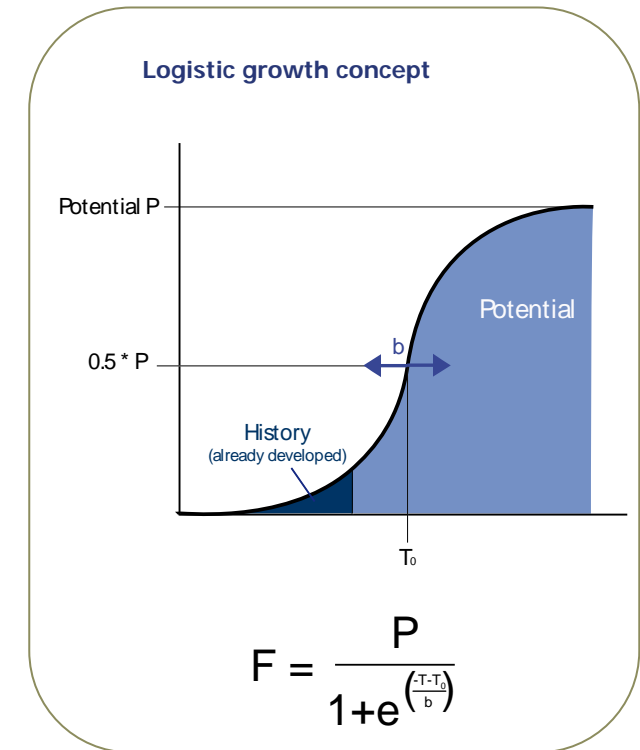 Logistic growth concept
Potential P
Potential
b
0.5 * P
History
(already developed)
T₀
F = P / 1+e^(-T-T₀/b)